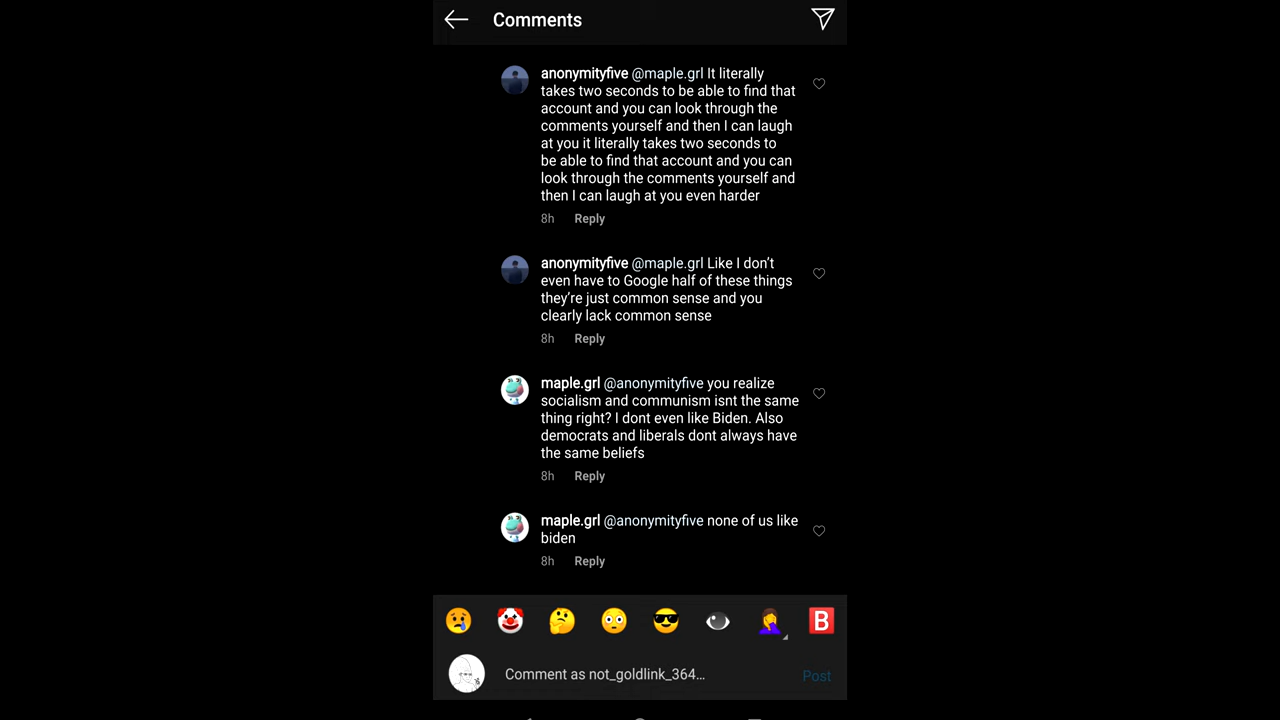 Comments
anonymityfive @maple.grl It literally
takes two seconds to be able to find that
account and you can look through the
comments yourself and then I can laugh
at you it literally takes two seconds to
be able to find that account and you can
look through the comments yourself and
then I can laugh at you even harder
8h Reply
anonymityfive @maple.grl Like I don't
even have to Google half of these things
they're just common sense and you
clearly lack common sense
8h Reply
maple.grl @anonymityfive you realize
socialism and communism isnt the same
thing right? I dont even like Biden. Also
democrats and liberals dont always have
the same beliefs
8h Reply
maple.grl @anonymityfive none of us like
biden
8h Reply
B
Comment as not_goldlink_364... Post